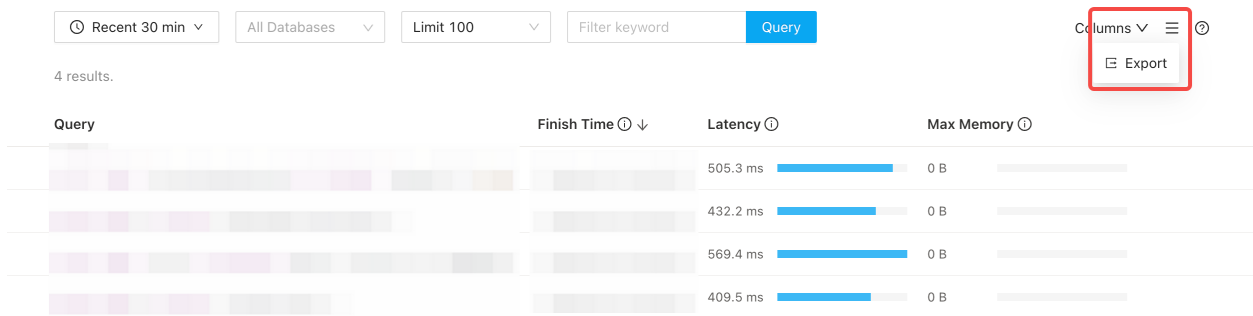 Recent 30 min All Databases Limit 100 Filter keyword Query Columns
Export
4 results.
Query Finish Time Latency Max Memory
505.3 ms 0 B
432.2 ms 0 B
569.4 ms 0 B
409.5 ms 0 B